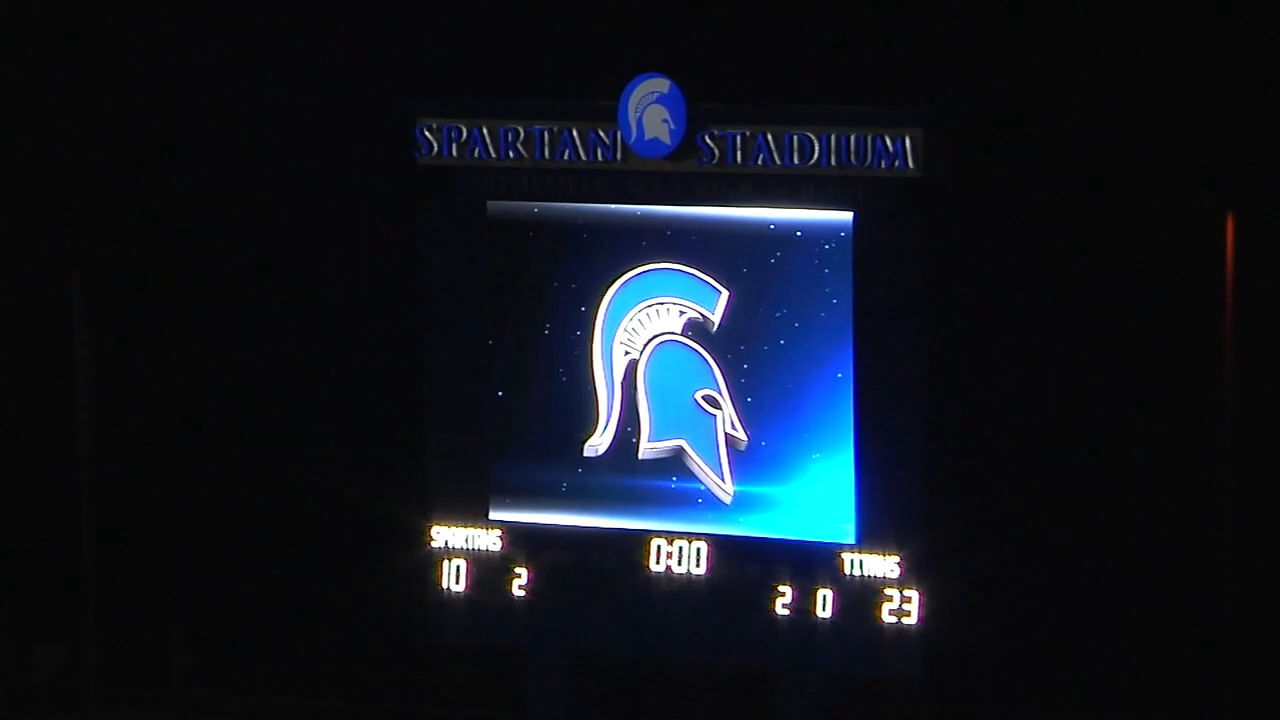 SPARTAN STADIUM
SPARTANS
0:00
TITANS
10 2
2 0 23